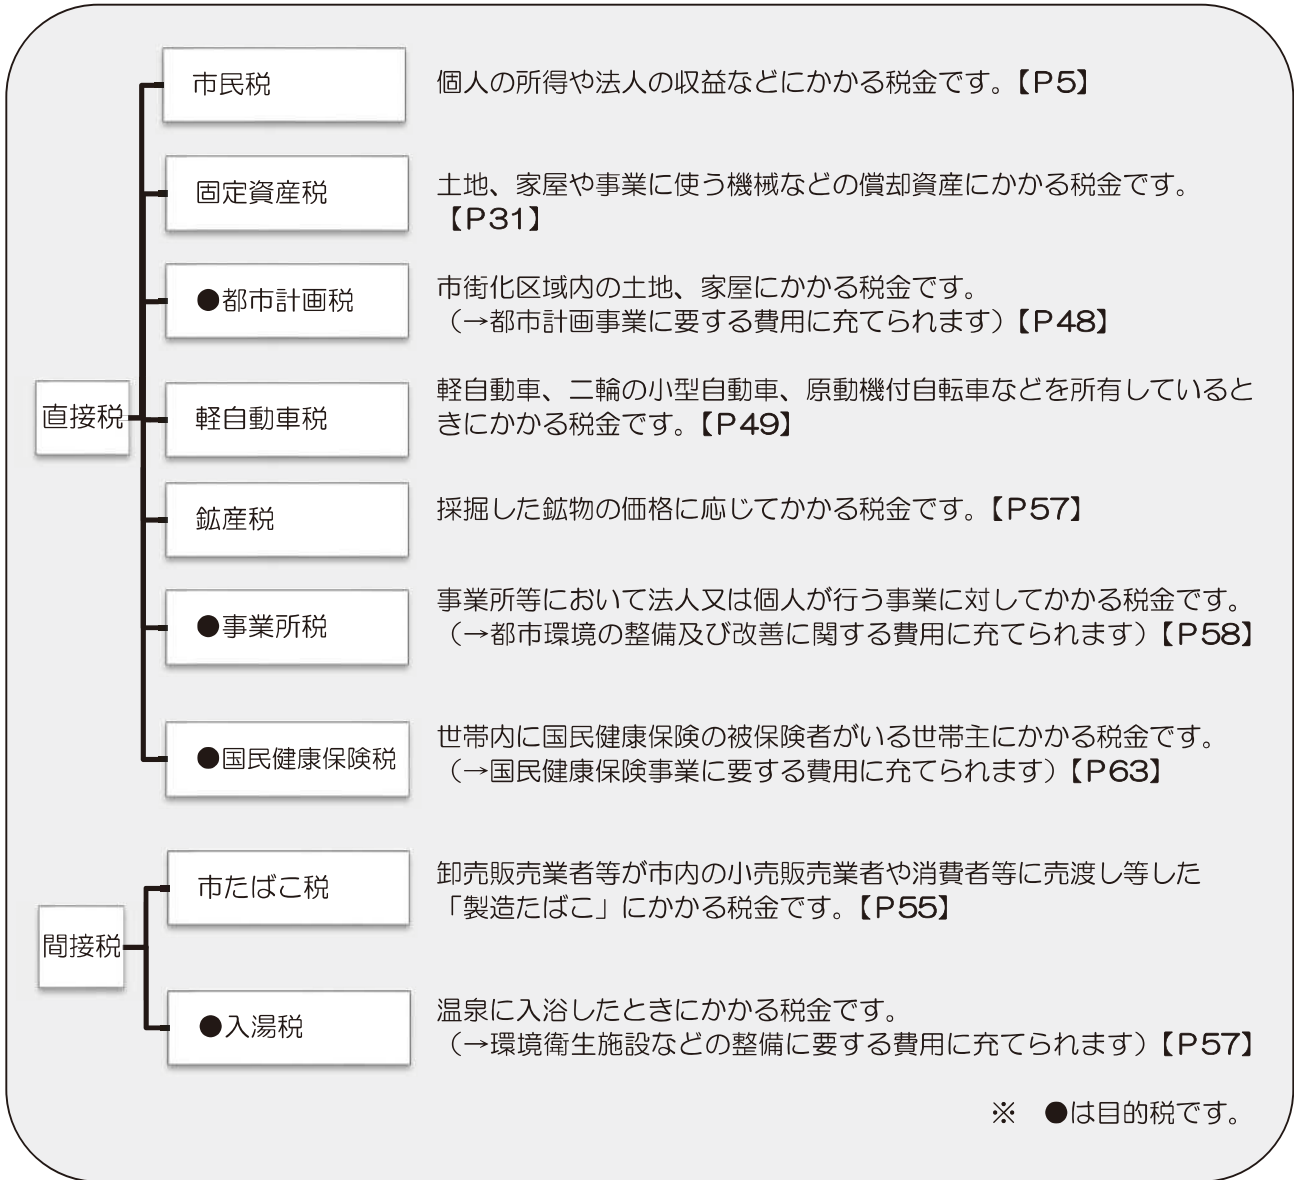 市民税
個人の所得や法人の収益などにかかる税金です。【P5】
固定資産税
土地、家屋や事業に使う機械などの償却資産にかかる税金です。
【P31】
●都市計画税
市街化区域内の土地、家屋にかかる税金です。
（→都市計画事業に要する費用に充てられます）【P48】
直接税
軽自動車税
軽自動車、二輪の小型自動車、原動機付自転車などを所有していると
きにかかる税金です。【P49】
鉱産税
採掘した鉱物の価格に応じてかかる税金です。【P57】
●事業所税
事業所等において法人又は個人が行う事業に対してかかる税金です。
（→都市環境の整備及び改善に関する費用に充てられます）【P58】
●国民健康保険税
世帯内に国民健康保険の被保険者がいる世帯主にかかる税金です。
（→国民健康保険事業に要する費用に充てられます）【P63】
間接税
市たばこ税
卸売販売業者等が市内の小売販売業者や消費者等に売渡し等した
「製造たばこ」にかかる税金です。【P55】
●入湯税
温泉に入浴したときにかかる税金です。
（→環境衛生施設などの整備に要する費用に充てられます）【P57】
※　●は目的税です。